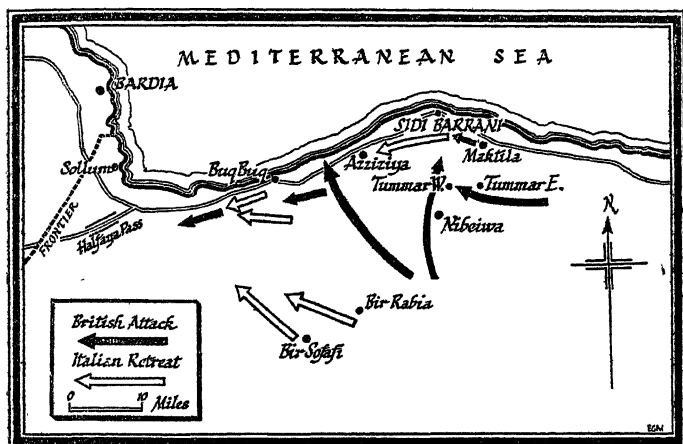 MEDITERRANEAN SEA
BARDIA
SIDI BARRANI
Maktila
Sollum
Buq Buq
Azziziya
Tummar W.
Tummar E.
Nibeiwa
FRONTIER
Halfaya Pass
N
Bir Rabia
Bir Sofafi
British Attack
Italian Retreat
0 10 Miles